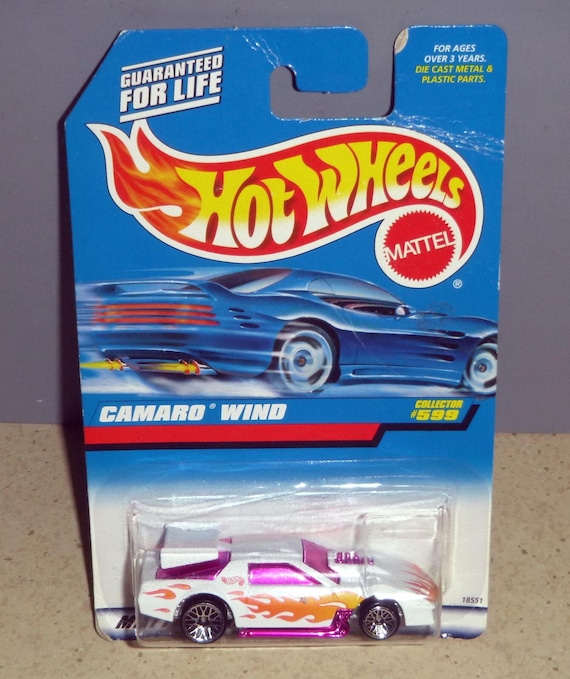 GUARANTEED
FOR LIFE
FOR AGES
OVER 3 YEARS.
DIE CAST METAL &
PLASTIC PARTS.
HOT WHEELS
MATTEL
®
CAMARO® WIND
COLLECTOR
#599
18551